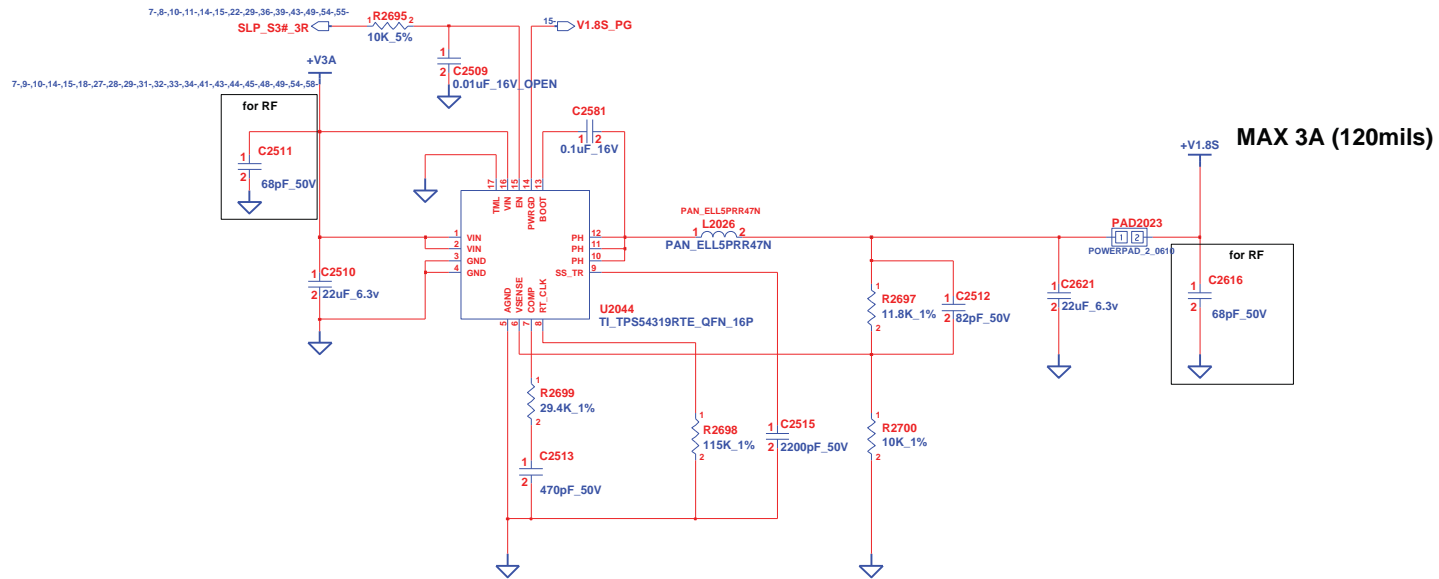 7-,8-,10-,11-,14-,15-,22-,29-,36-,39-,43-,49-,54-,55-
SLP_S3#_3R
1 R2695 2
10K_5%
15-
V1.8S_PG
1
2
C2509
0.01uF_16V_OPEN
+V3A
7-,9-,10-,14-,15-,18-,27-,28-,29-,31-,32-,33-,34-,41-,43-,44-,45-,48-,49-,54-,58-
for RF
1
2
C2511
68pF_50V
C2581
1 2
0.1uF_16V
+V1.8S
MAX 3A (120mils)
17 16 15 14 13
TML VIN EN PWRGD BOOT
1 VIN
2 VIN
3 GND
4 GND
PH 12
PH 11
PH 10
SS_TR 9
AGND VSENSE COMP RT_CLK
5 6 7 8
U2044
TI_TPS54319RTE_QFN_16P
PAN_ELL5PRR47N
1 L2026 2
PAN_ELL5PRR47N
PAD2023
1 2
POWERPAD_2_0610
for RF
1
2
C2510
22uF_6.3v
1
R2697
11.8K_1%
2
1
2
C2512
82pF_50V
1
2
C2621
22uF_6.3v
1
2
C2616
68pF_50V
1
R2699
29.4K_1%
2
1
2
C2513
470pF_50V
1
R2698
115K_1%
2
1
2
C2515
2200pF_50V
1
R2700
10K_1%
2